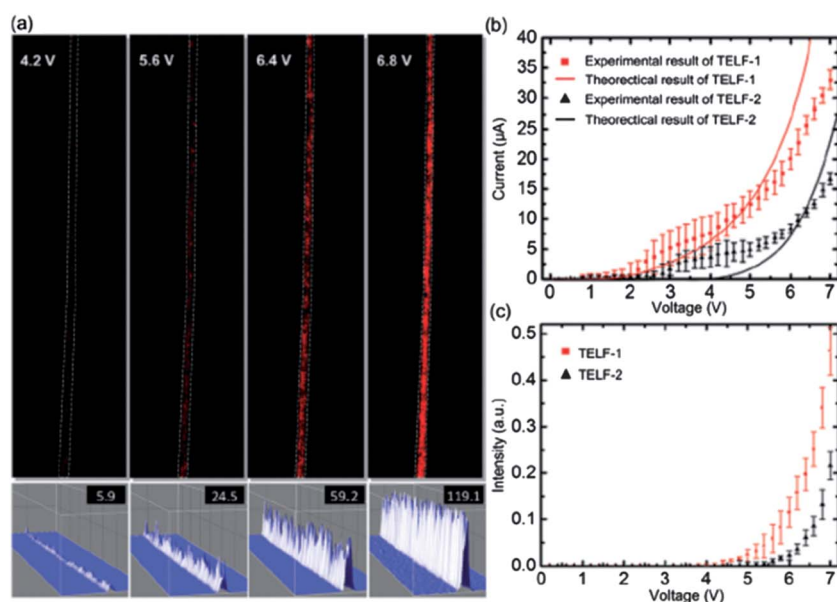 (a)
4.2 V
5.6 V
6.4 V
6.8 V
5.9
24.5
59.2
119.1
(b)
40
35
30
25
20
15
10
5
0
Current (µA)
Experimental result of TELF-1
Theorectical result of TELF-1
Experimental result of TELF-2
Theorectical result of TELF-2
0 1 2 3 4 5 6 7
Voltage (V)
(c)
0.5
0.4
0.3
0.2
0.1
0.0
Intensity (a.u.)
TELF-1
TELF-2
0 1 2 3 4 5 6 7
Voltage (V)